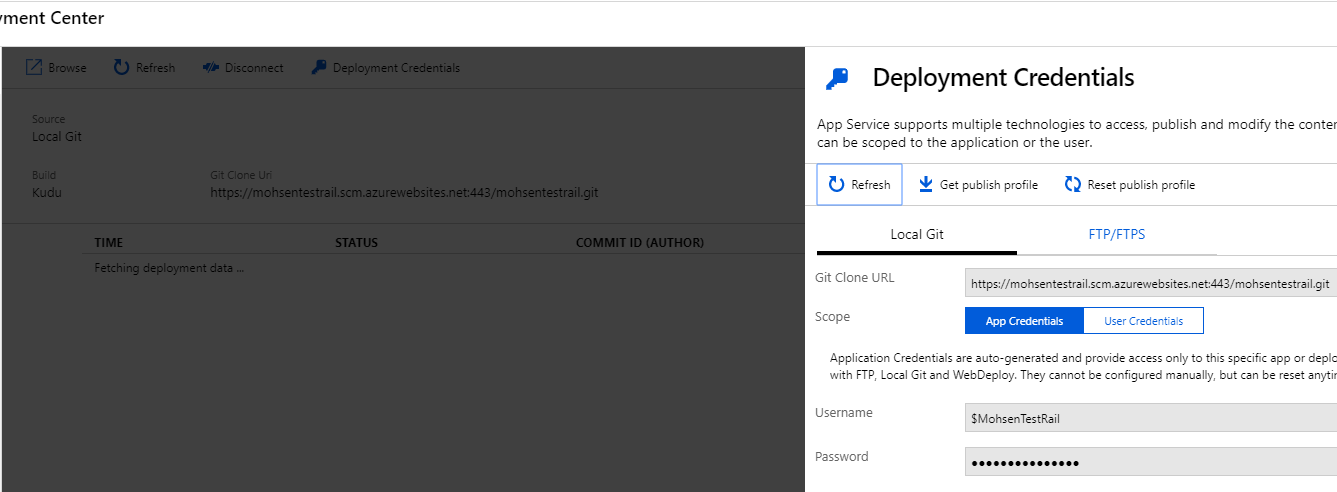 yment Center
Browse Refresh Disconnect Deployment Credentials
Source
Local Git
Build Git Clone Uri
Kudu https://mohsentestrail.scm.azurewebsites.net:443/mohsentestrail.git
TIME STATUS COMMIT ID (AUTHOR)
Fetching deployment data ...
Deployment Credentials
App Service supports multiple technologies to access, publish and modify the conter
can be scoped to the application or the user.
Refresh Get publish profile Reset publish profile
Local Git FTP/FTPS
Git Clone URL https://mohsentestrail.scm.azurewebsites.net:443/mohsentestrail.git
Scope App Credentials User Credentials
Application Credentials are auto-generated and provide access only to this specific app or deplo
with FTP, Local Git and WebDeploy. They cannot be configured manually, but can be reset anytin
Username $MohsenTestRail
Password •••••••••••••••